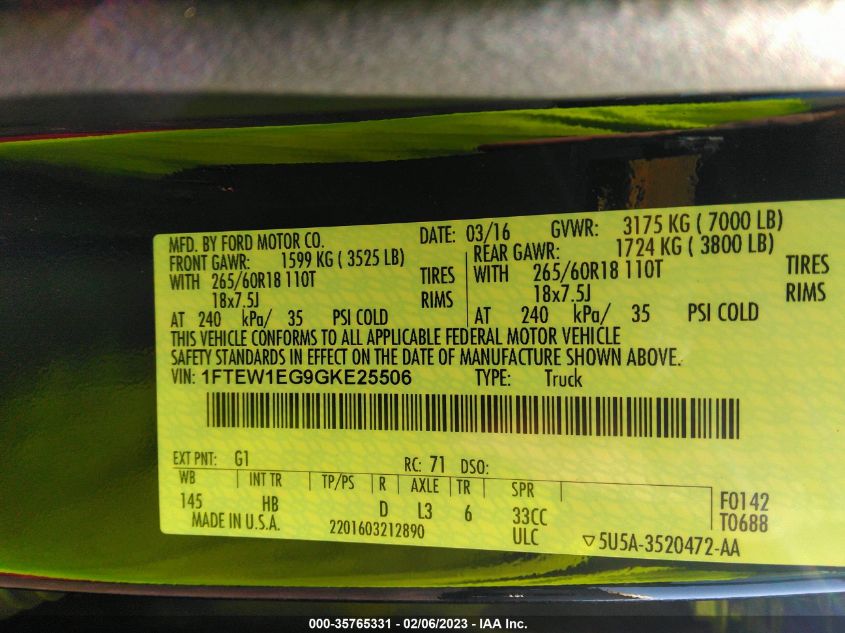 MFD. BY FORD MOTOR CO. DATE: 03/16 GVWR: 3175 KG ( 7000 LB)
FRONT GAWR: 1599 KG ( 3525 LB) REAR GAWR: 1724 KG ( 3800 LB)
WITH 265/60R18 110T TIRES WITH 265/60R18 110T TIRES
18x7.5J RIMS 18x7.5J RIMS
AT 240 kPa/ 35 PSI COLD AT 240 kPa/ 35 PSI COLD
THIS VEHICLE CONFORMS TO ALL APPLICABLE FEDERAL MOTOR VEHICLE
SAFETY STANDARDS IN EFFECT ON THE DATE OF MANUFACTURE SHOWN ABOVE.
VIN: 1FTEW1EG9GKE25506 TYPE: Truck
EXT PNT: G1 RC: 71 DSO:
WB INT TR TP/PS R AXLE TR SPR
145 HB D L3 6 33CC F0142
MADE IN U.S.A. 2201603212890 ULC T0688
▽5U5A-3520472-AA
000-35765331 - 02/06/2023 - IAA Inc.